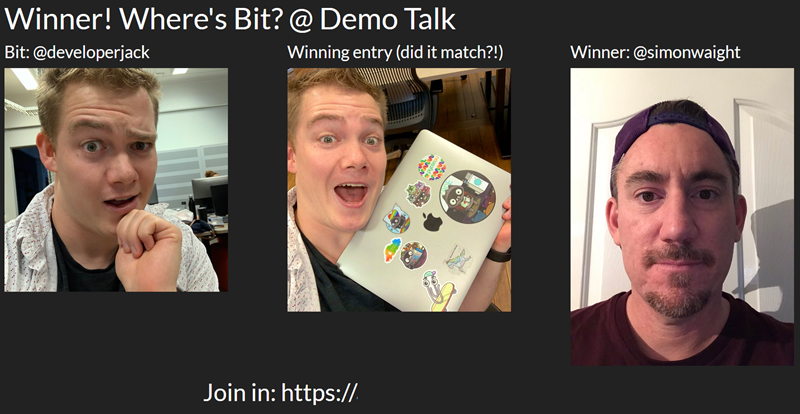 Winner! Where's Bit? @ Demo Talk
Bit: @developerjack
Winning entry (did it match?!)
Winner: @simonwaight
Join in: https://